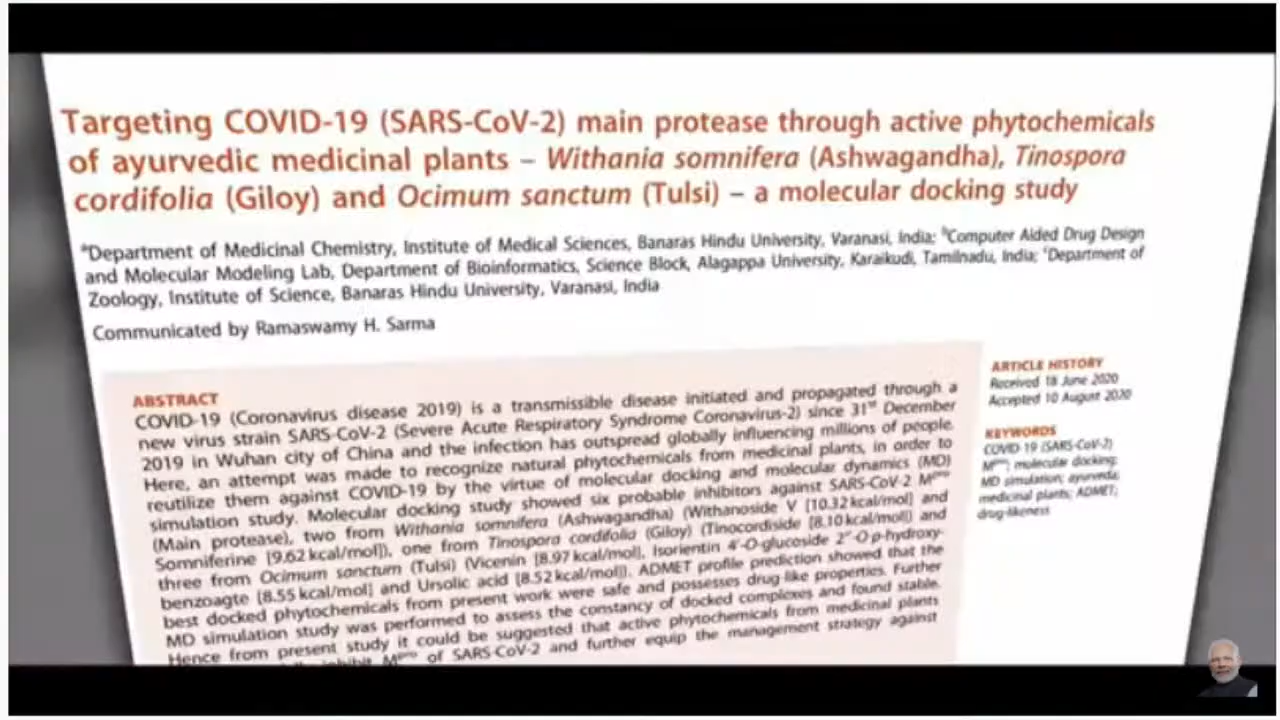 Targeting COVID-19 (SARS-CoV-2) main protease through active phytochemicals
of ayurvedic medicinal plants – Withania somnifera (Ashwagandha), Tinospora
cordifolia (Giloy) and Ocimum sanctum (Tulsi) – a molecular docking study
ᵃDepartment of Medicinal Chemistry, Institute of Medical Sciences, Banaras Hindu University, Varanasi, India; ᵇComputer Aided Drug Design
and Molecular Modeling Lab, Department of Bioinformatics, Science Block, Alagappa University, Karaikudi, Tamilnadu, India; ᶜDepartment of
Zoology, Institute of Science, Banaras Hindu University, Varanasi, India
Communicated by Ramaswamy H. Sarma
ABSTRACT
COVID-19 (Coronavirus disease 2019) is a transmissible disease initiated and propagated through a
new virus strain SARS-CoV-2 (Severe Acute Respiratory Syndrome Coronavirus-2) since 31ˢᵗ December
2019 in Wuhan city of China and the infection has outspread globally influencing millions of people.
Here, an attempt was made to recognize natural phytochemicals from medicinal plants, in order to
reutilize them against COVID-19 by the virtue of molecular docking and molecular dynamics (MD)
simulation study. Molecular docking study showed six probable inhibitors against SARS-CoV-2 Mᵖʳᵒ
(Main protease), two from Withania somnifera (Ashwagandha) (Withanoside V [10.32 kcal/mol] and
Somniferine [9.62 kcal/mol]), one from Tinospora cordifolia (Giloy) (Tinocordiside [8.10 kcal/mol]) and
three from Ocimum sanctum (Tulsi) (Vicenin [8.97 kcal/mol], Isorientin 4′-O-glucoside 2″-O-p-hydroxy-
benzoagte [8.55 kcal/mol] and Ursolic acid [8.52 kcal/mol]). ADMET profile prediction showed that the
best docked phytochemicals from present work were safe and possesses drug-like properties. Further
MD simulation study was performed to assess the constancy of docked complexes and found stable.
Hence from present study it could be suggested that active phytochemicals from medicinal plants
inhibit Mᵖʳᵒ of SARS-CoV-2 and further equip the management strategy against
ARTICLE HISTORY
Received 18 June 2020
Accepted 10 August 2020
KEYWORDS
COVID-19 (SARS-CoV-2)
Mᵖʳᵒ; molecular docking;
MD simulation; ayurveda;
medicinal plants; ADMET;
drug-likeness